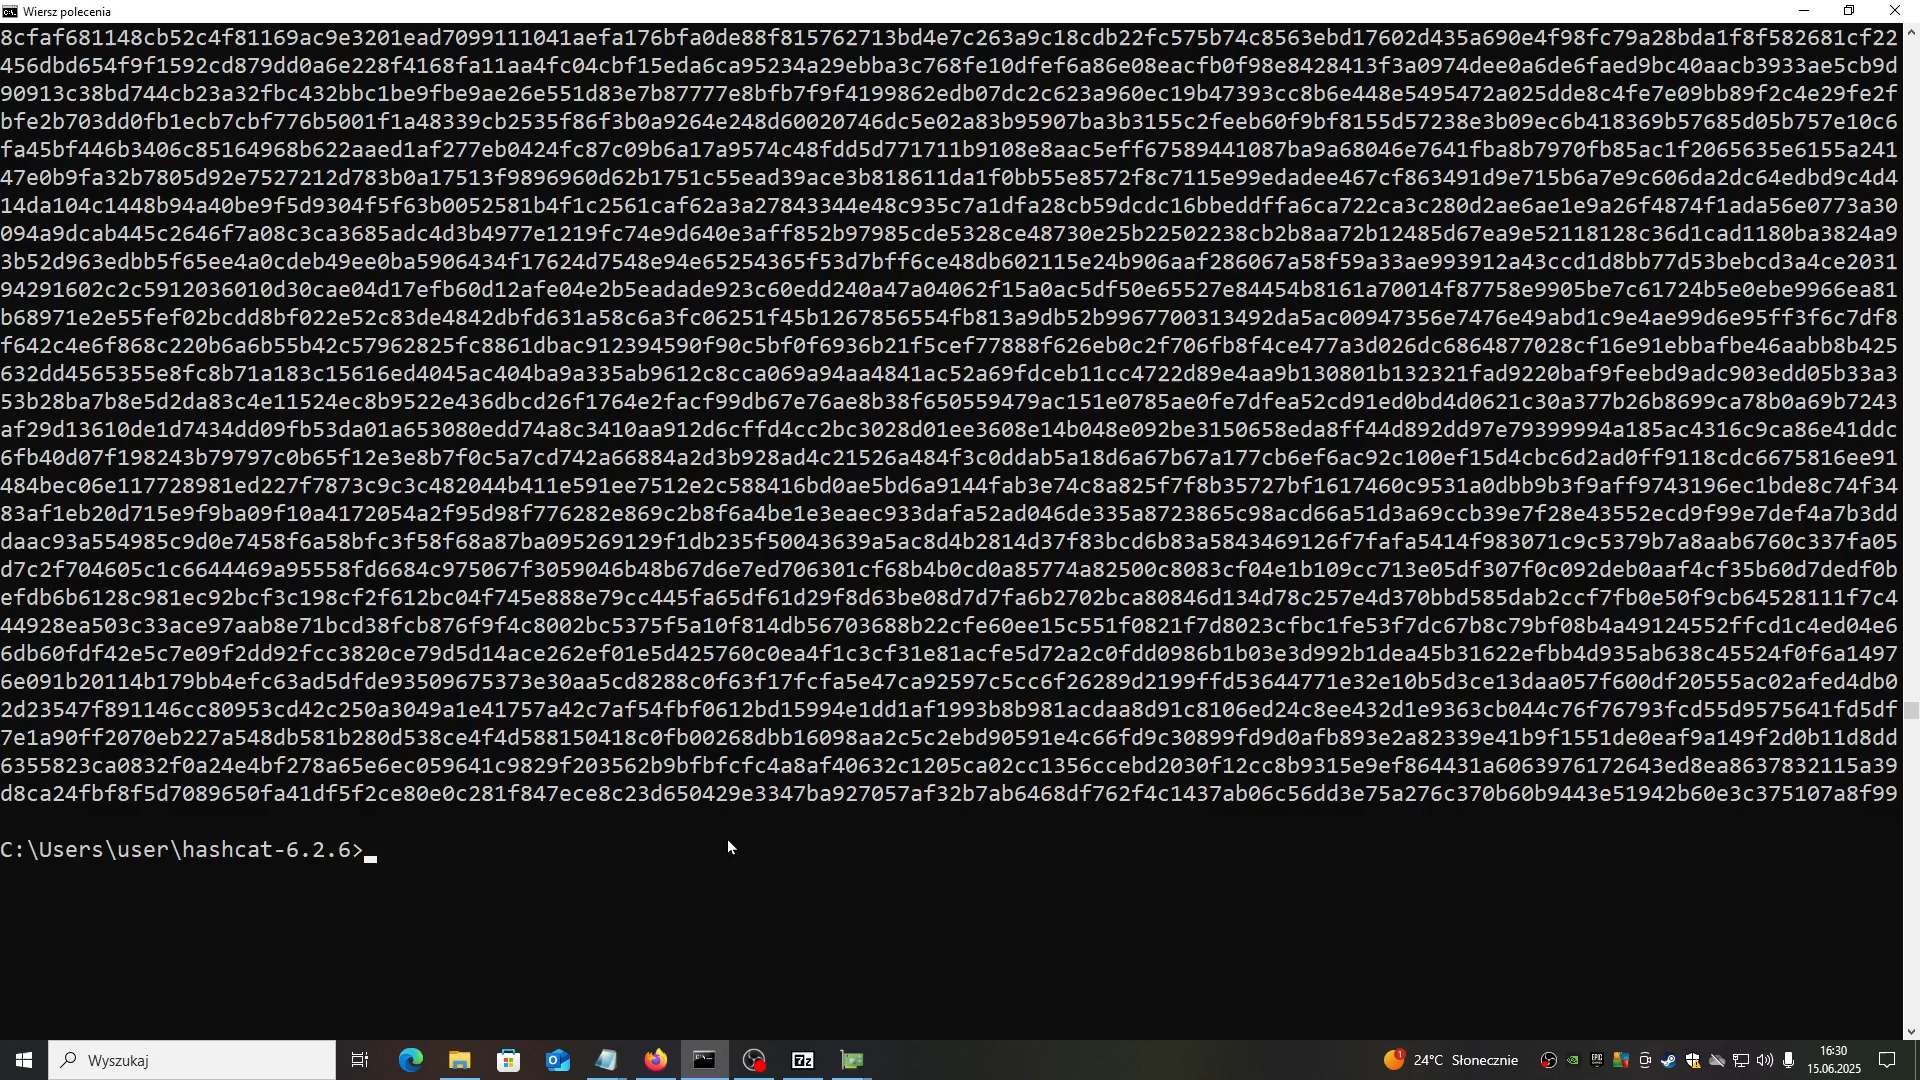 Wiersz polecenia
8cfaf681148cb52c4f81169ac9e3201ead7099111041aefa176bfa0de88f815762713bd4e7c263a9c18cdb22fc575b74c8563ebd17602d435a690e4f98fc79a28bda1f8f582681cf22
456dbd654f9f1592cd879dd0a6e228f4168fa11aa4fc04cbf15eda6ca95234a29ebba3c768fe10dfef6a86e08eacfb0f98e8428413f3a0974dee0a6de6faed9bc40aacb3933ae5cb9d
90913c38bd744cb23a32fbc432bbc1be9fbe9ae26e551d83e7b87777e8bfb7f9f4199862edb07dc2c623a960ec19b47393cc8b6e448e5495472a025dde8c4fe7e09bb89f2c4e29fe2f
bfe2b703dd0fb1ecb7cbf776b5001f1a48339cb2535f86f3b0a9264e248d60020746dc5e02a83b95907ba3b3155c2feeb60f9bf8155d57238e3b09ec6b418369b57685d05b757e10c6
fa45bf446b3406c85164968b622aaed1af277eb0424fc87c09b6a17a9574c48fdd5d771711b9108e8aac5eff67589441087ba9a68046e7641fba8b7970fb85ac1f2065635e6155a241
47e0b9fa32b7805d92e7527212d783b0a17513f9896960d62b1751c55ead39ace3b818611da1f0bb55e8572f8c7115e99edadee467cf863491d9e715b6a7e9c606da2dc64edbd9c4d4
14da104c1448b94a40be9f5d9304f5f63b0052581b4f1c2561caf62a3a27843344e48c935c7a1dfa28cb59dcdc16bbeddffa6ca722ca3c280d2ae6ae1e9a26f4874f1ada56e0773a30
094a9dcab445c2646f7a08c3ca3685adc4d3b4977e1219fc74e9d640e3aff852b97985cde5328ce48730e25b22502238cb2b8aa72b12485d67ea9e52118128c36d1cad1180ba3824a9
3b52d963edbb5f65ee4a0cdeb49ee0ba5906434f17624d7548e94e65254365f53d7bff6ce48db602115e24b906aaf286067a58f59a33ae993912a43ccd1d8bb77d53bebcd3a4ce2031
94291602c2c5912036010d30cae04d17efb60d12afe04e2b5eadade923c60edd240a47a04062f15a0ac5df50e65527e84454b8161a70014f87758e9905be7c61724b5e0ebe9966ea81
b68971e2e55fef02bcdd8bf022e52c83de4842dbfd631a58c6a3fc06251f45b1267856554fb813a9db52b9967700313492da5ac00947356e7476e49abd1c9e4ae99d6e95ff3f6c7df8
f642c4e6f868c220b6a6b55b42c57962825fc8861dbac912394590f90c5bf0f6936b21f5cef77888f626eb0c2f706fb8f4ce477a3d026dc6864877028cf16e91ebbafbe46aabb8b425
632dd4565355e8fc8b71a183c15616ed4045ac404ba9a335ab9612c8cca069a94aa4841ac52a69fdceb11cc4722d89e4aa9b130801b132321fad9220baf9feebd9adc903edd05b33a3
53b28ba7b8e5d2da83c4e11524ec8b9522e436dbcd26f1764e2facf99db67e76ae8b38f650559479ac151e0785ae0fe7dfea52cd91ed0bd4d0621c30a377b26b8699ca78b0a69b7243
af29d13610de1d7434dd09fb53da01a653080edd74a8c3410aa912d6cffd4cc2bc3028d01ee3608e14b048e092be3150658eda8ff44d892dd97e79399994a185ac4316c9ca86e41ddc
6fb40d07f198243b79797c0b65f12e3e8b7f0c5a7cd742a66884a2d3b928ad4c21526a484f3c0ddab5a18d6a67b67a177cb6ef6ac92c100ef15d4cbc6d2ad0ff9118cdc6675816ee91
484bec06e117728981ed227f7873c9c3c482044b411e591ee7512e2c588416bd0ae5bd6a9144fab3e74c8a825f7f8b35727bf1617460c9531a0dbb9b3f9aff9743196ec1bde8c74f34
83af1eb20d715e9f9ba09f10a4172054a2f95d98f776282e869c2b8f6a4be1e3eaec933dafa52ad046de335a8723865c98acd66a51d3a69ccb39e7f28e43552ecd9f99e7def4a7b3dd
daac93a554985c9d0e7458f6a58bfc3f58f68a87ba095269129f1db235f50043639a5ac8d4b2814d37f83bcd6b83a5843469126f7fafa5414f983071c9c5379b7a8aab6760c337fa05
d7c2f704605c1c6644469a95558fd6684c975067f3059046b48b67d6e7ed706301cf68b4b0cd0a85774a82500c8083cf04e1b109cc713e05df307f0c092deb0aaf4cf35b60d7dedf0b
efdb6b6128c981ec92bcf3c198cf2f612bc04f745e888e79cc445fa65df61d29f8d63be08d7d7fa6b2702bca80846d134d78c257e4d370bbd585dab2ccf7fb0e50f9cb64528111f7c4
44928ea503c33ace97aab8e71bcd38fcb876f9f4c8002bc5375f5a10f814db56703688b22cfe60ee15c551f0821f7d8023cfbc1fe53f7dc67b8c79bf08b4a49124552ffcd1c4ed04e6
6db60fdf42e5c7e09f2dd92fcc3820ce79d5d14ace262ef01e5d425760c0ea4f1c3cf31e81acfe5d72a2c0fdd0986b1b03e3d992b1dea45b31622efbb4d935ab638c45524f0f6a1497
6e091b20114b179bb4efc63ad5dfde93509675373e30aa5cd8288c0f63f17fcfa5e47ca92597c5cc6f26289d2199ffd53644771e32e10b5d3ce13daa057f600df20555ac02afed4db0
2d23547f891146cc80953cd42c250a3049a1e41757a42c7af54fbf0612bd15994e1dd1af1993b8b981acdaa8d91c8106ed24c8ee432d1e9363cb044c76f76793fcd55d9575641fd5df
7e1a90ff2070eb227a548db581b280d538ce4f4d588150418c0fb00268dbb16098aa2c5c2ebd90591e4c66fd9c30899fd9d0afb893e2a82339e41b9f1551de0eaf9a149f2d0b11d8dd
6355823ca0832f0a24e4bf278a65e6ec059641c9829f203562b9bfbfcfc4a8af40632c1205ca02cc1356ccebd2030f12cc8b9315e9ef864431a6063976172643ed8ea8637832115a39
d8ca24fbf8f5d7089650fa41df5f2ce80e0c281f847ece8c23d650429e3347ba927057af32b7ab6468df762f4c1437ab06c56dd3e75a276c370b60b9443e51942b60e3c375107a8f99
C:\Users\user\hashcat-6.2.6>
Wyszukaj
24°C Słonecznie
16:30
15.06.2025